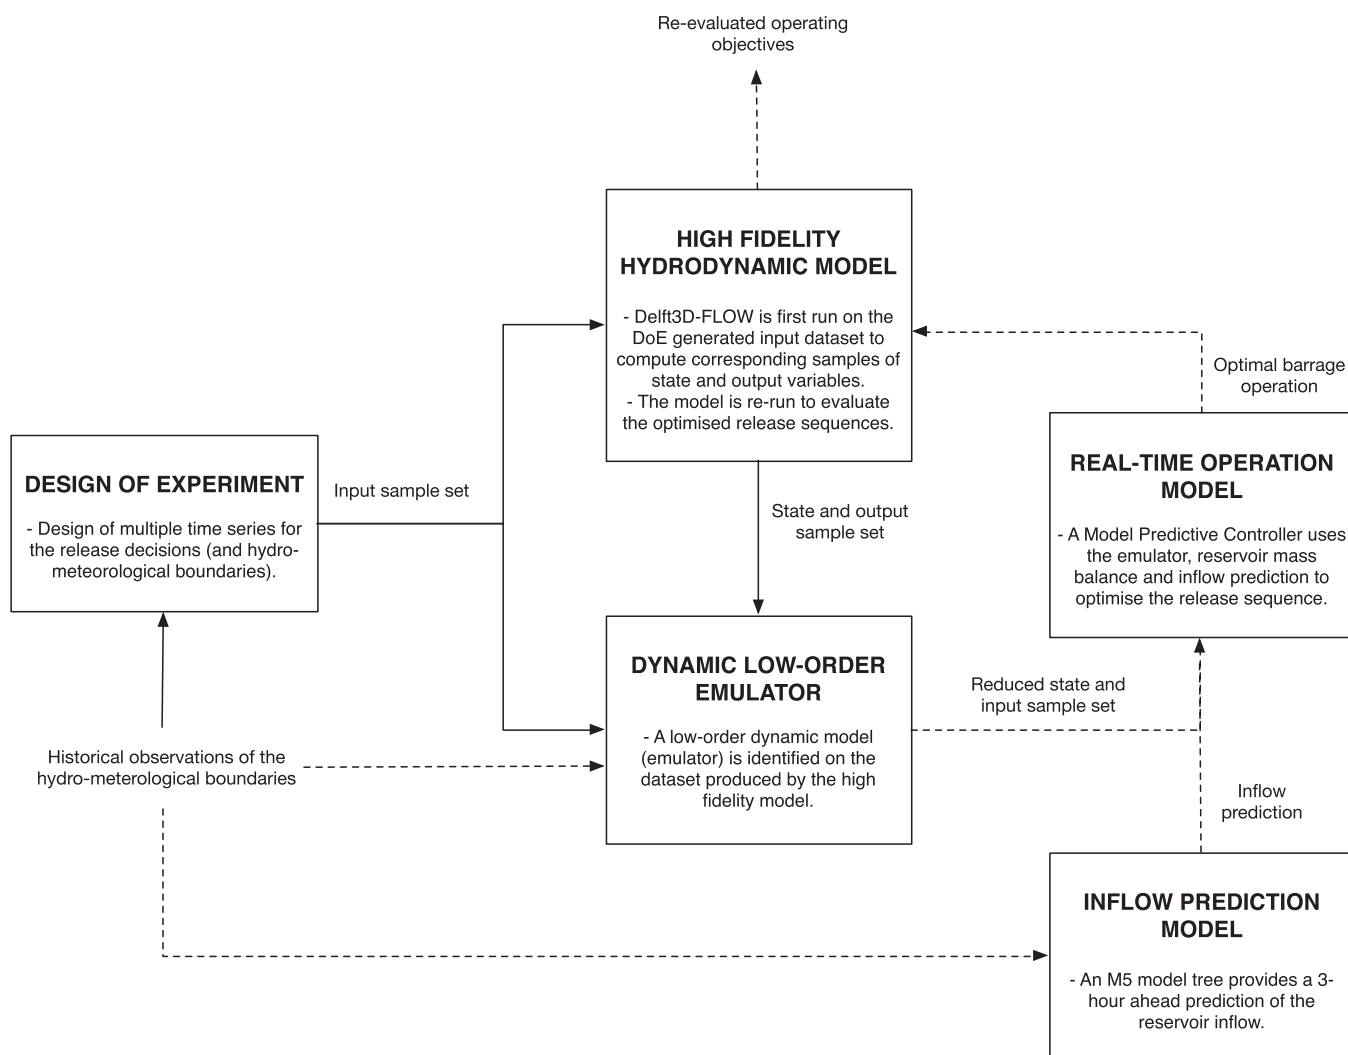 Re-evaluated operating
objectives
HIGH FIDELITY
HYDRODYNAMIC MODEL
- Delft3D-FLOW is first run on the
DoE generated input dataset to
compute corresponding samples of
state and output variables.
- The model is re-run to evaluate
the optimised release sequences.
Optimal barrage
operation
DESIGN OF EXPERIMENT
- Design of multiple time series for
the release decisions (and hydro-
meteorological boundaries).
Input sample set
State and output
sample set
REAL-TIME OPERATION
MODEL
- A Model Predictive Controller uses
the emulator, reservoir mass
balance and inflow prediction to
optimise the release sequence.
Historical observations of the
hydro-meterological boundaries
DYNAMIC LOW-ORDER
EMULATOR
- A low-order dynamic model
(emulator) is identified on the
dataset produced by the high
fidelity model.
Reduced state and
input sample set
Inflow
prediction
INFLOW PREDICTION
MODEL
- An M5 model tree provides a 3-
hour ahead prediction of the
reservoir inflow.